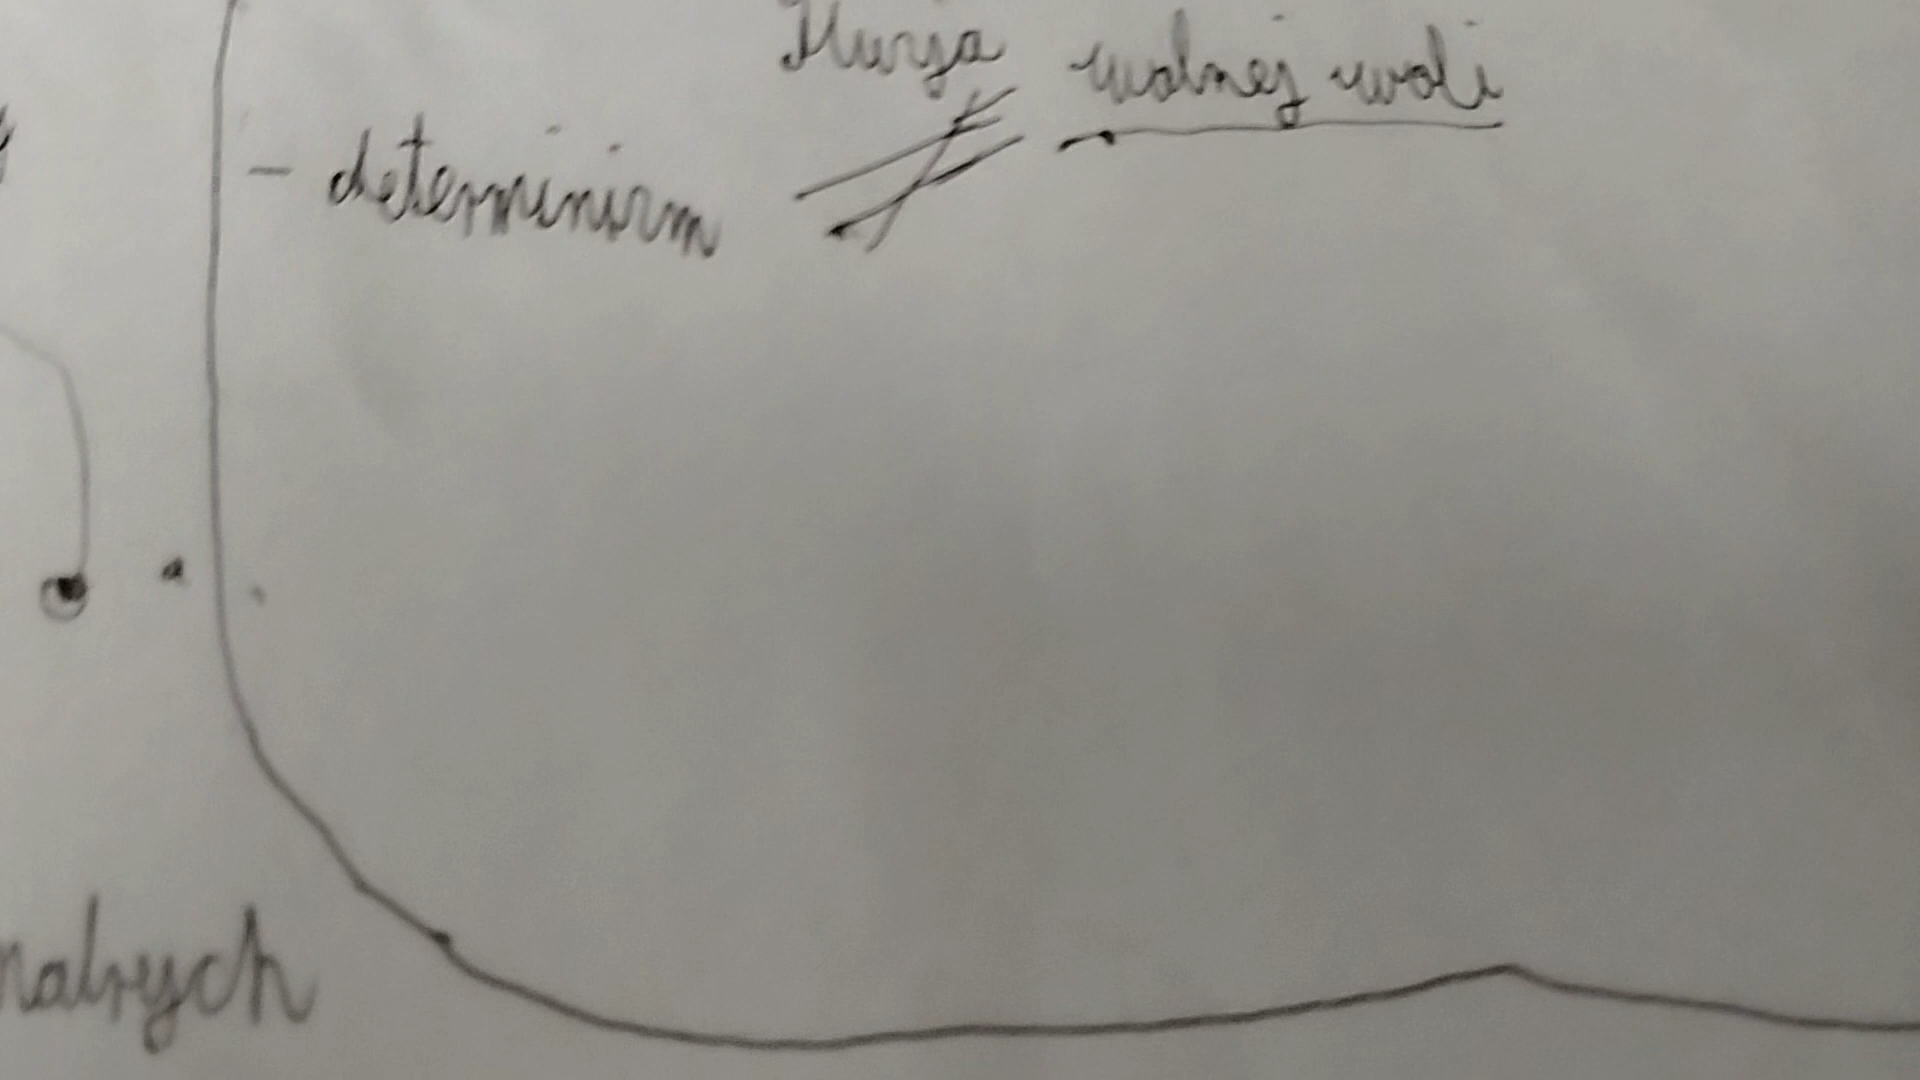 Iluzja wolnej woli
- determinizm ≠
nalnych